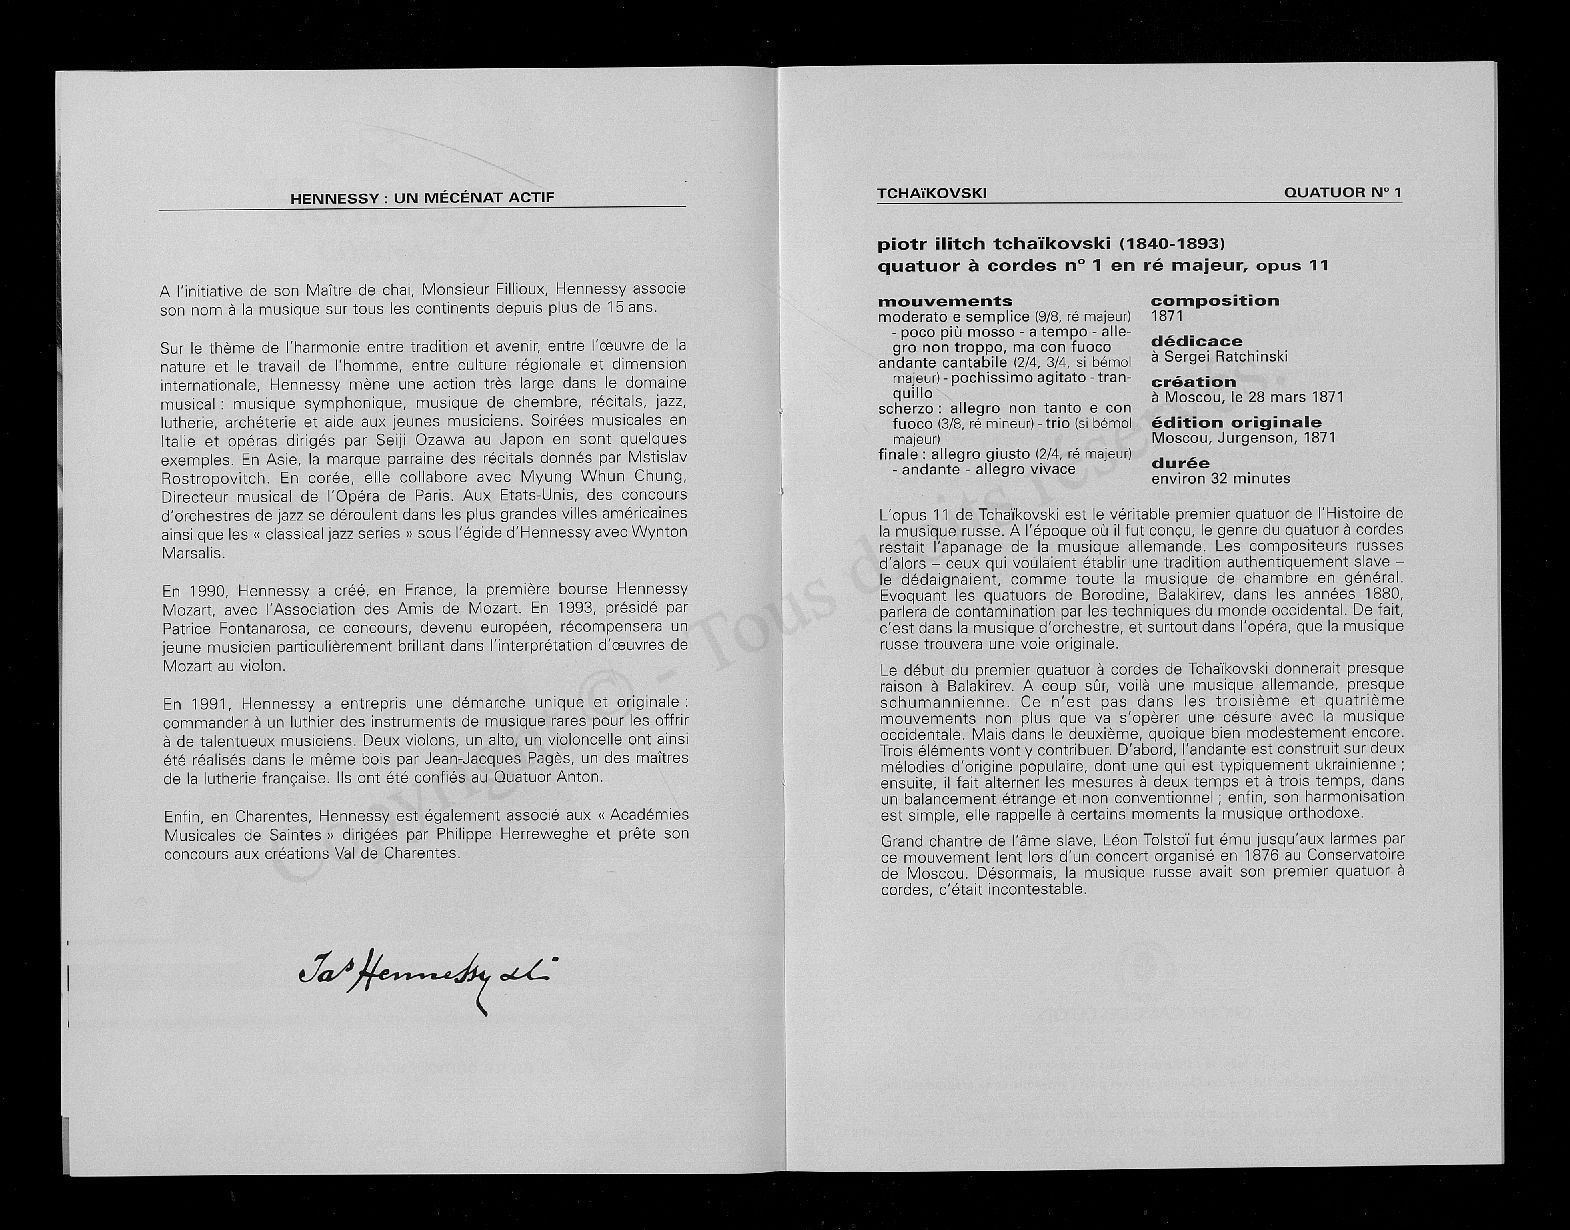 HENNESSY : UN MÉCÉNAT ACTIF
A l'initiative de son Maître de chai, Monsieur Fillioux, Hennessy associe
son nom à la musique sur tous les continents depuis plus de 15 ans.
Sur le thème de l'harmonie entre tradition et avenir, entre l'œuvre de la
nature et le travail de l'homme, entre culture régionale et dimension
internationale, Hennessy mène une action très large dans le domaine
musical : musique symphonique, musique de chembre, récitals, jazz,
lutherie, archéterie et aide aux jeunes musiciens. Soirées musicales en
Italie et opéras dirigés par Seiji Ozawa au Japon en sont quelques
exemples. En Asie, la marque parraine des récitals donnés par Mstislav
Rostropovitch. En corée, elle collabore avec Myung Whun Chung,
Directeur musical de l'Opéra de Paris. Aux Etats-Unis, des concours
d'orchestres de jazz se déroulent dans les plus grandes villes américaines
ainsi que les « classical jazz series » sous l'égide d'Hennessy avec Wynton
Marsalis.
En 1990, Hennessy a créé, en France, la première bourse Hennessy
Mozart, avec l'Association des Amis de Mozart. En 1993, présidé par
Patrice Fontanarosa, ce concours, devenu européen, récompensera un
jeune musicien particulièrement brillant dans l'interprétation d'œuvres de
Mozart au violon.
En 1991, Hennessy a entrepris une démarche unique et originale :
commander à un luthier des instruments de musique rares pour les offrir
à de talentueux musiciens. Deux violons, un alto, un violoncelle ont ainsi
été réalisés dans le même bois par Jean-Jacques Pagès, un des maîtres
de la lutherie française. Ils ont été confiés au Quatuor Anton.
Enfin, en Charentes, Hennessy est également associé aux « Académies
Musicales de Saintes » dirigées par Philippe Herreweghe et prête son
concours aux créations Val de Charentes.
Jas Hennessy & Co
TCHAïKOVSKI QUATUOR N° 1
piotr ilitch tchaïkovski (1840-1893)
quatuor à cordes n° 1 en ré majeur, opus 11
mouvements
moderato e semplice (9/8, ré majeur)
- poco più mosso - a tempo - alle-
gro non troppo, ma con fuoco
andante cantabile (2/4, 3/4, si bémol
majeur) - pochissimo agitato - tran-
quillo
scherzo : allegro non tanto e con
fuoco (3/8, ré mineur) - trio (si bémol
majeur)
finale : allegro giusto (2/4, ré majeur)
- andante - allegro vivace
composition
1871
dédicace
à Sergei Ratchinski
création
à Moscou, le 28 mars 1871
édition originale
Moscou, Jurgenson, 1871
durée
environ 32 minutes
L'opus 11 de Tchaïkovski est le véritable premier quatuor de l'Histoire de
la musique russe. A l'époque où il fut conçu, le genre du quatuor à cordes
restait l'apanage de la musique allemande. Les compositeurs russes
d'alors – ceux qui voulaient établir une tradition authentiquement slave –
le dédaignaient, comme toute la musique de chambre en général.
Evoquant les quatuors de Borodine, Balakirev, dans les années 1880,
parlera de contamination par les techniques du monde occidental. De fait,
c'est dans la musique d'orchestre, et surtout dans l'opéra, que la musique
russe trouvera une voie originale.
Le début du premier quatuor à cordes de Tchaïkovski donnerait presque
raison à Balakirev. A coup sûr, voilà une musique allemande, presque
schumannienne. Ce n'est pas dans les troisième et quatrième
mouvements non plus que va s'opèrer une césure avec la musique
occidentale. Mais dans le deuxième, quoique bien modestement encore.
Trois éléments vont y contribuer. D'abord, l'andante est construit sur deux
mélodies d'origine populaire, dont une qui est typiquement ukrainienne ;
ensuite, il fait alterner les mesures à deux temps et à trois temps, dans
un balancement étrange et non conventionnel ; enfin, son harmonisation
est simple, elle rappelle à certains moments la musique orthodoxe.
Grand chantre de l'âme slave, Léon Tolstoï fut ému jusqu'aux larmes par
ce mouvement lent lors d'un concert organisé en 1876 au Conservatoire
de Moscou. Désormais, la musique russe avait son premier quatuor à
cordes, c'était incontestable.
Copyright © - Tous droits réservés.